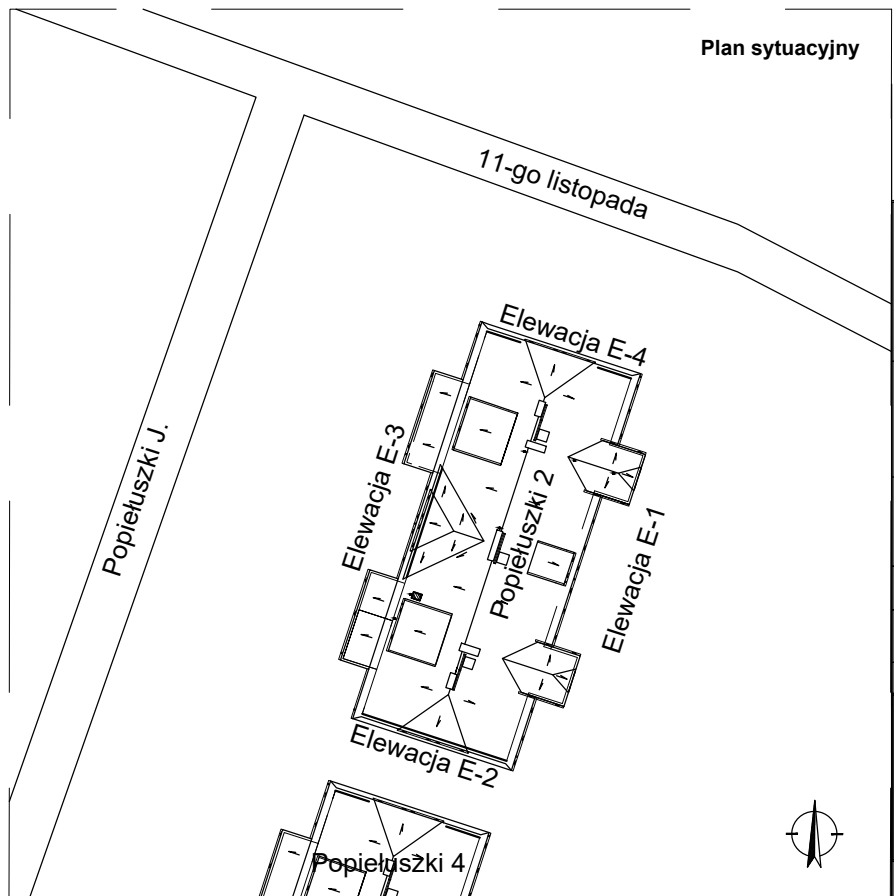 Plan sytuacyjny
11-go listopada
Elewacja E-4
Popiełuszki J.
Elewacja E-3
Popiełuszki 2
Elewacja E-1
Elewacja E-2
Popiełuszki 4